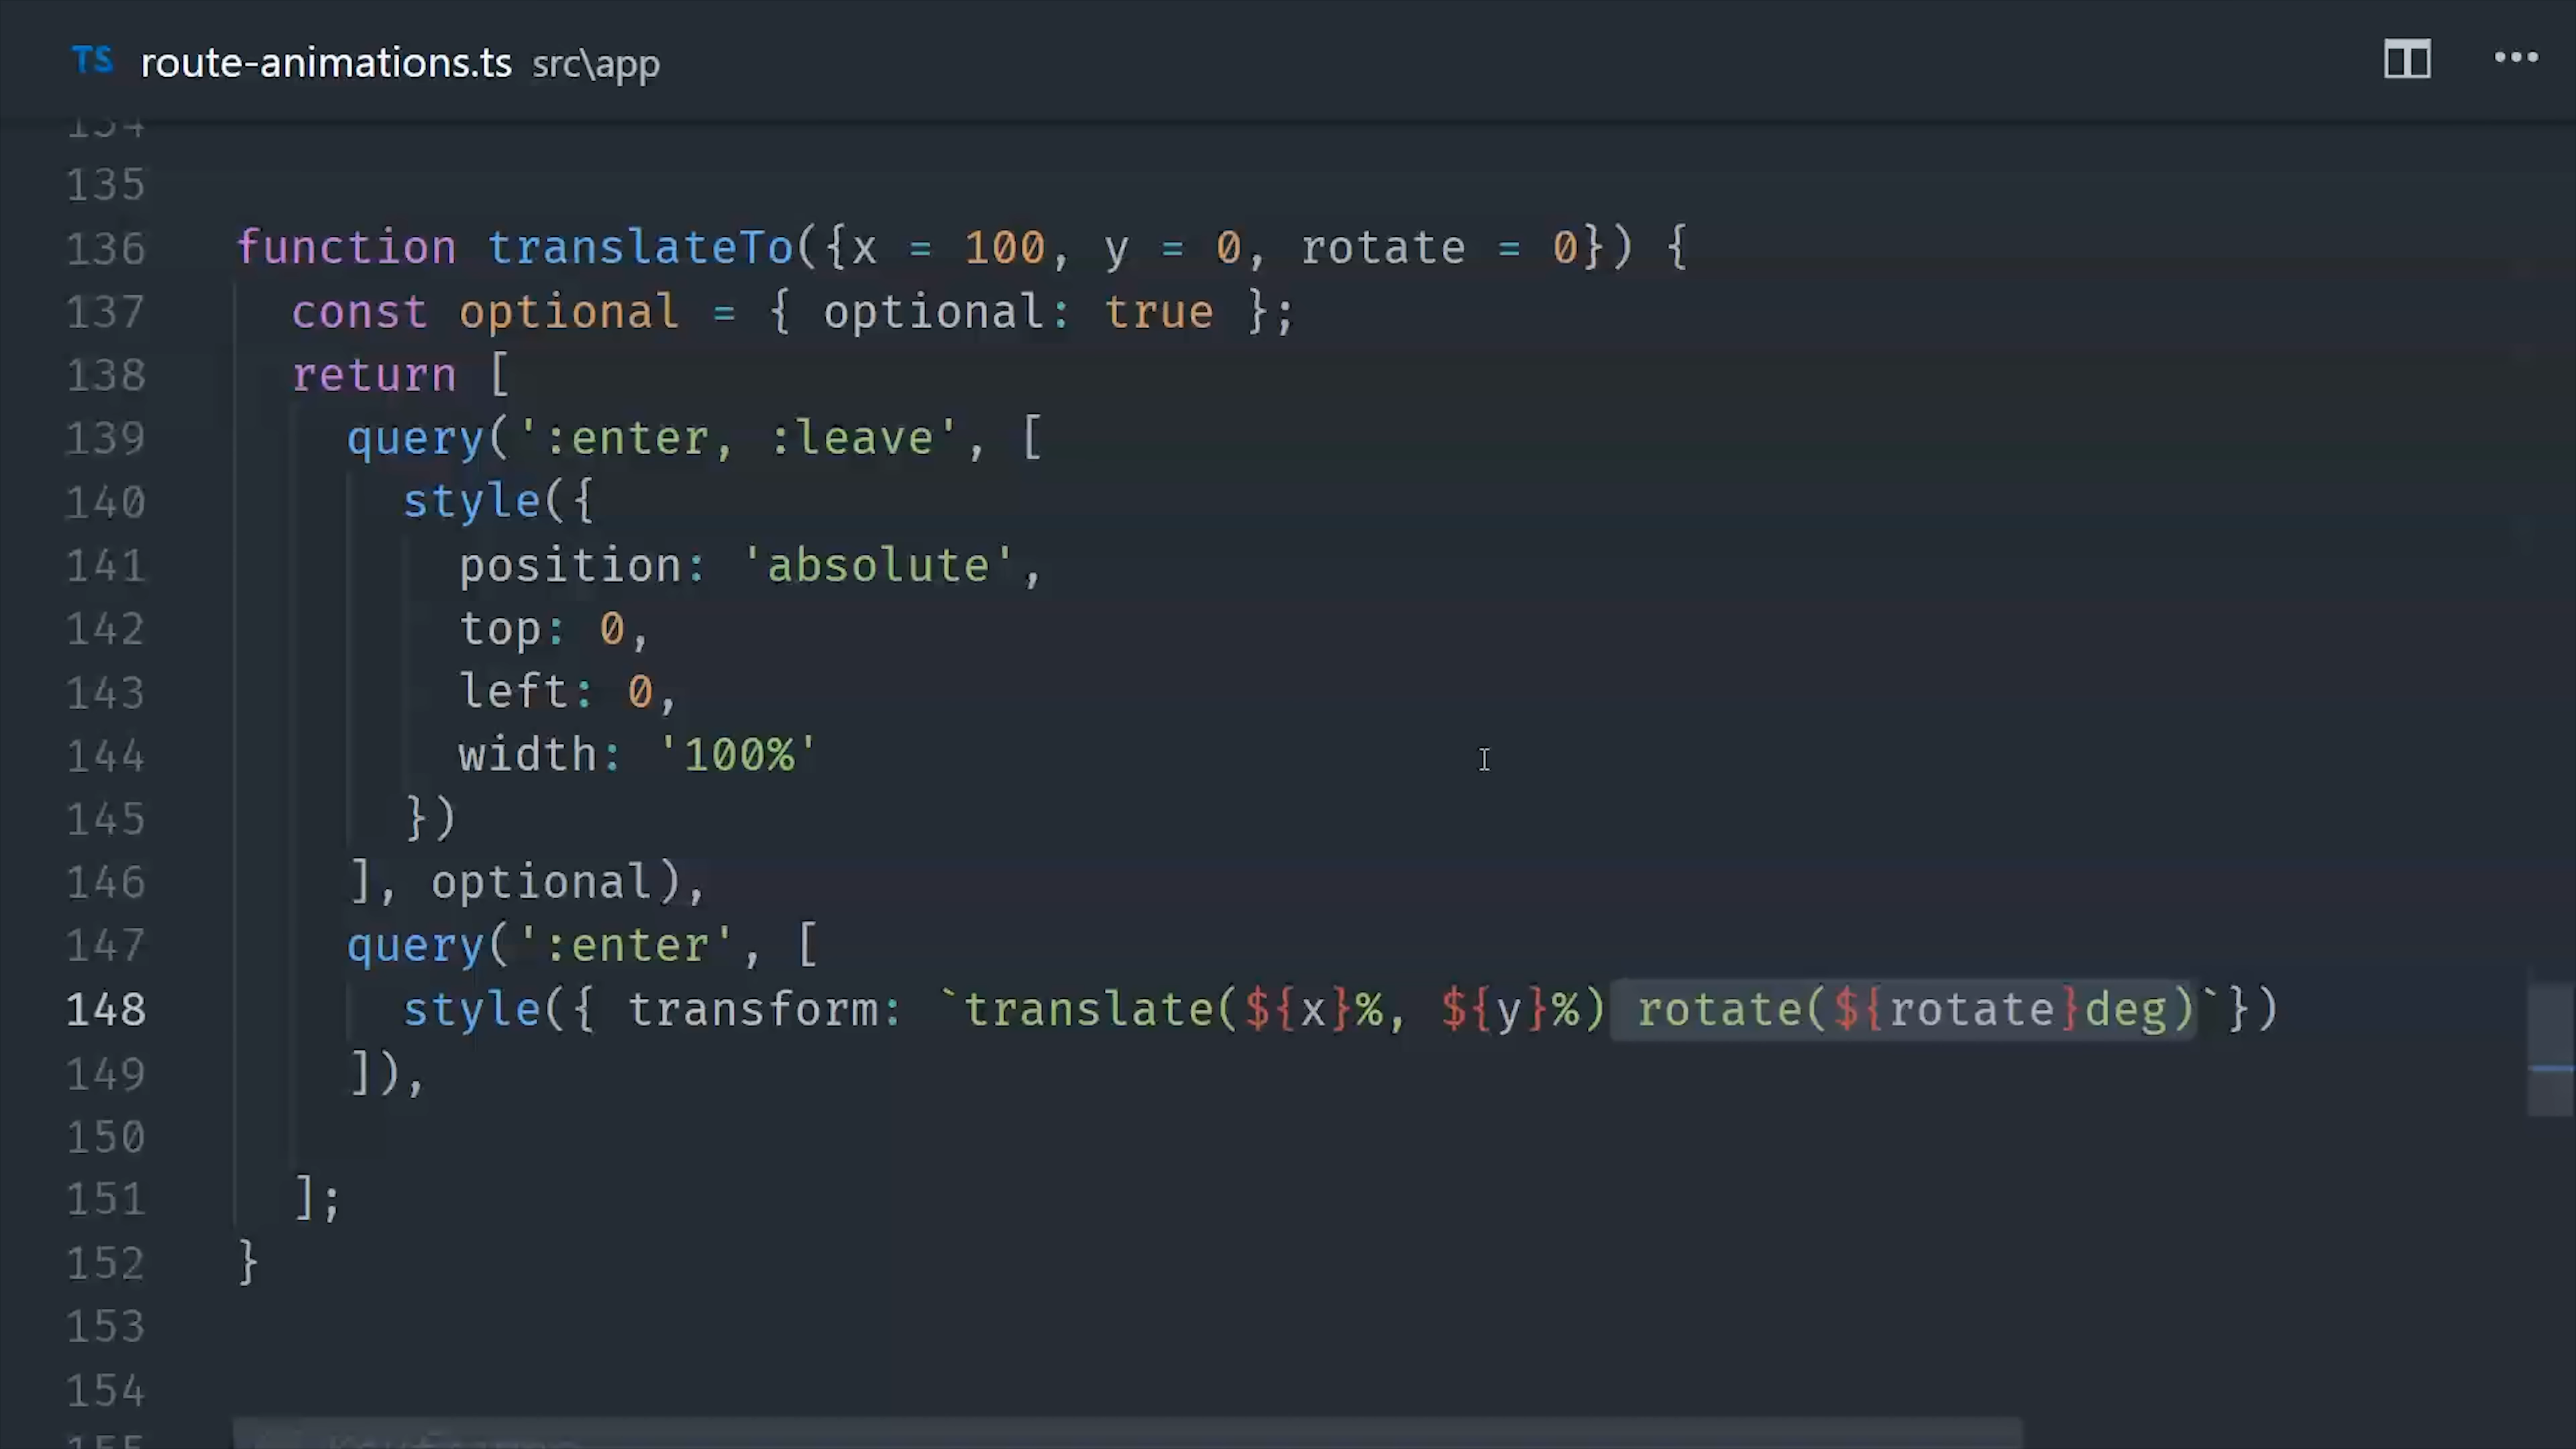 TS route-animations.ts src\app
134
135
136 function translateTo({x = 100, y = 0, rotate = 0}) {
137 const optional = { optional: true };
138 return [
139 query(':enter, :leave', [
140 style({
141 position: 'absolute',
142 top: 0,
143 left: 0,
144 width: '100%'
145 })
146 ], optional),
147 query(':enter', [
148 style({ transform: `translate(${x}%, ${y}%) rotate(${rotate}deg)`})
149 ]),
150
151 ];
152 }
153
154
155